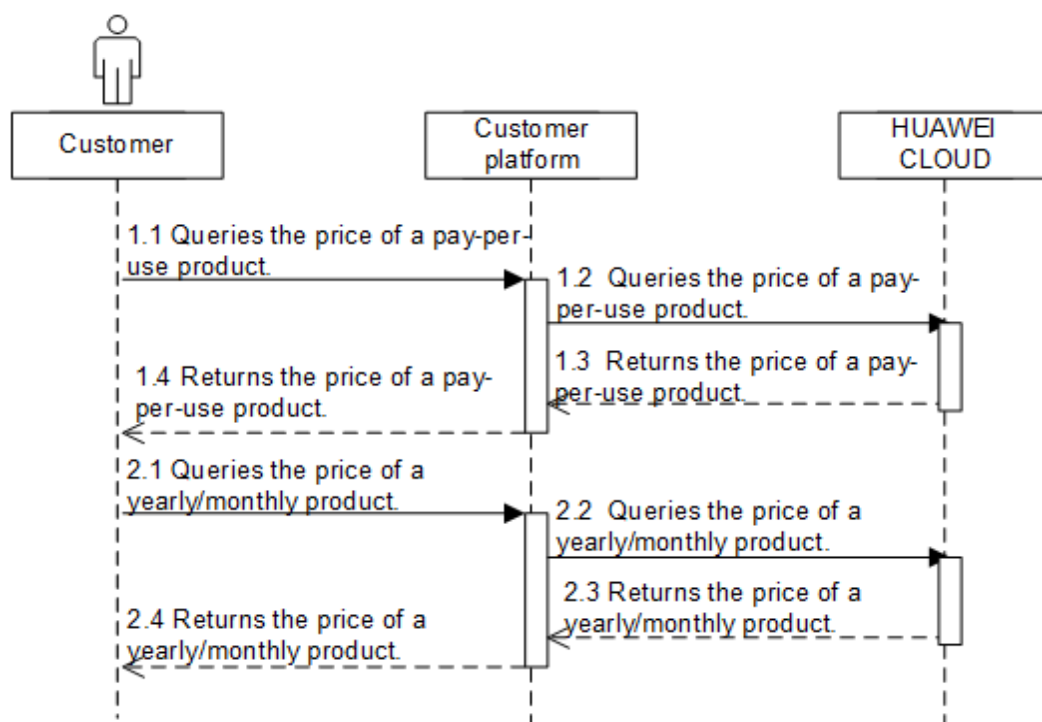 Customer
Customer
platform
HUAWEI
CLOUD
1.1 Queries the price of a pay-per-
use product.
1.2  Queries the price of a pay-
per-use product.
1.3  Returns the price of a pay-
per-use product.
1.4 Returns the price of a pay-
per-use product.
2.1 Queries the price of a
yearly/monthly product.
2.2  Queries the price of a
yearly/monthly product.
2.3 Returns the price of a
yearly/monthly product.
2.4 Returns the price of a
yearly/monthly product.